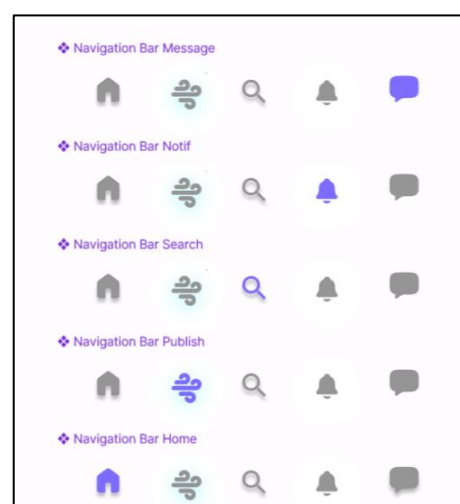 Navigation Bar Message
Navigation Bar Notif
Navigation Bar Search
Navigation Bar Publish
Navigation Bar Home